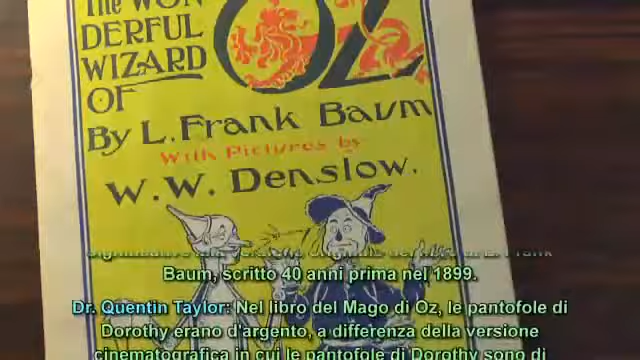 The WON
DERFUL
WIZARD
OF
OZ
By L. Frank Baum
With Pictures by
W. W. Denslow.
Frank
Baum, scritto 40 anni prima nel 1899.
Dr. Quentin Taylor: Nel libro del Mago di Oz, le pantofole di
Dorothy erano d'argento, a differenza della versione
cinematografica in cui le pantofole di Dorothy sono di